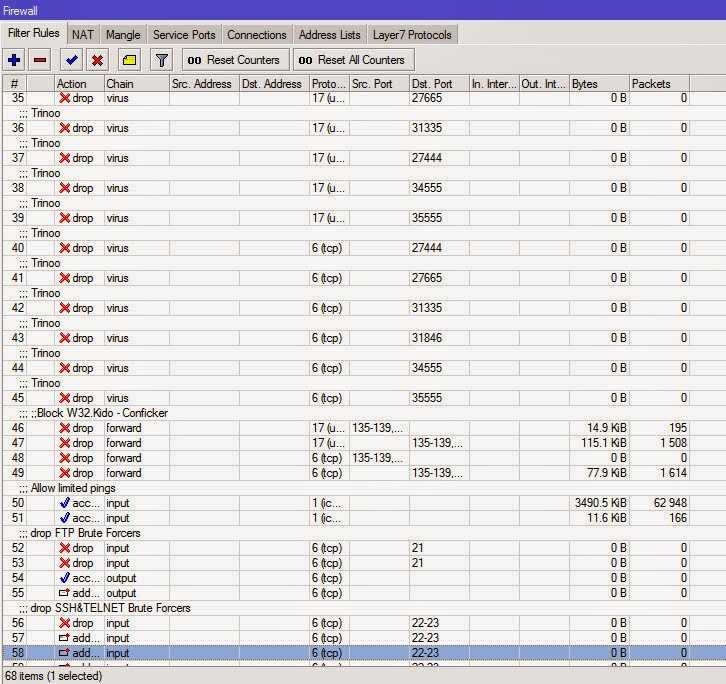 Firewall
Filter Rules NAT Mangle Service Ports Connections Address Lists Layer7 Protocols
00 Reset Counters 00 Reset All Counters
# Action Chain Src. Address Dst. Address Proto... Src. Port Dst. Port In. Inter... Out. Int... Bytes Packets
35 drop virus 17 (u... 27665 0 B 0
;;; Trinoo
36 drop virus 17 (u... 31335 0 B 0
;;; Trinoo
37 drop virus 17 (u... 27444 0 B 0
;;; Trinoo
38 drop virus 17 (u... 34555 0 B 0
;;; Trinoo
39 drop virus 17 (u... 35555 0 B 0
;;; Trinoo
40 drop virus 6 (tcp) 27444 0 B 0
;;; Trinoo
41 drop virus 6 (tcp) 27665 0 B 0
;;; Trinoo
42 drop virus 6 (tcp) 31335 0 B 0
;;; Trinoo
43 drop virus 6 (tcp) 31846 0 B 0
;;; Trinoo
44 drop virus 6 (tcp) 34555 0 B 0
;;; Trinoo
45 drop virus 6 (tcp) 35555 0 B 0
;;; ;;Block W32.Kido - Conficker
46 drop forward 17 (u... 135-139,... 14.9 KiB 195
47 drop forward 17 (u... 135-139,... 115.1 KiB 1 508
48 drop forward 6 (tcp) 135-139,... 0 B 0
49 drop forward 6 (tcp) 135-139,... 77.9 KiB 1 614
;;; Allow limited pings
50 acc... input 1 (ic... 3490.5 KiB 62 948
51 acc... input 1 (ic... 11.6 KiB 166
;;; drop FTP Brute Forcers
52 drop input 6 (tcp) 21 0 B 0
53 drop input 6 (tcp) 21 0 B 0
54 acc... output 6 (tcp) 0 B 0
55 add... output 6 (tcp) 0 B 0
;;; drop SSH&TELNET Brute Forcers
56 drop input 6 (tcp) 22-23 0 B 0
57 add... input 6 (tcp) 22-23 0 B 0
58 add... input 6 (tcp) 22-23 0 B 0
68 items (1 selected)